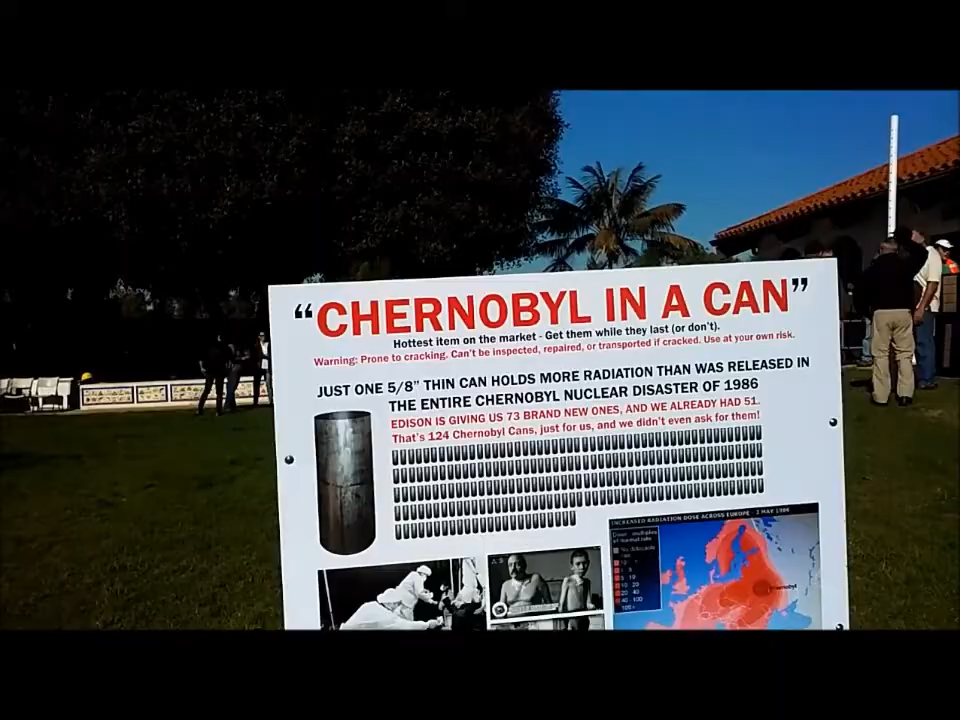 “CHERNOBYL IN A CAN”
Hottest item on the market - Get them while they last (or don't).
Warning: Prone to cracking. Can't be inspected, repaired, or transported if cracked. Use at your own risk.
JUST ONE 5/8” THIN CAN HOLDS MORE RADIATION THAN WAS RELEASED IN
THE ENTIRE CHERNOBYL NUCLEAR DISASTER OF 1986
EDISON IS GIVING US 73 BRAND NEW ONES, AND WE ALREADY HAD 51.
That's 124 Chernobyl Cans, just for us, and we didn't even ask for them!
INCREASED RADIATION DOSE ACROSS EUROPE - 3 MAY 1986